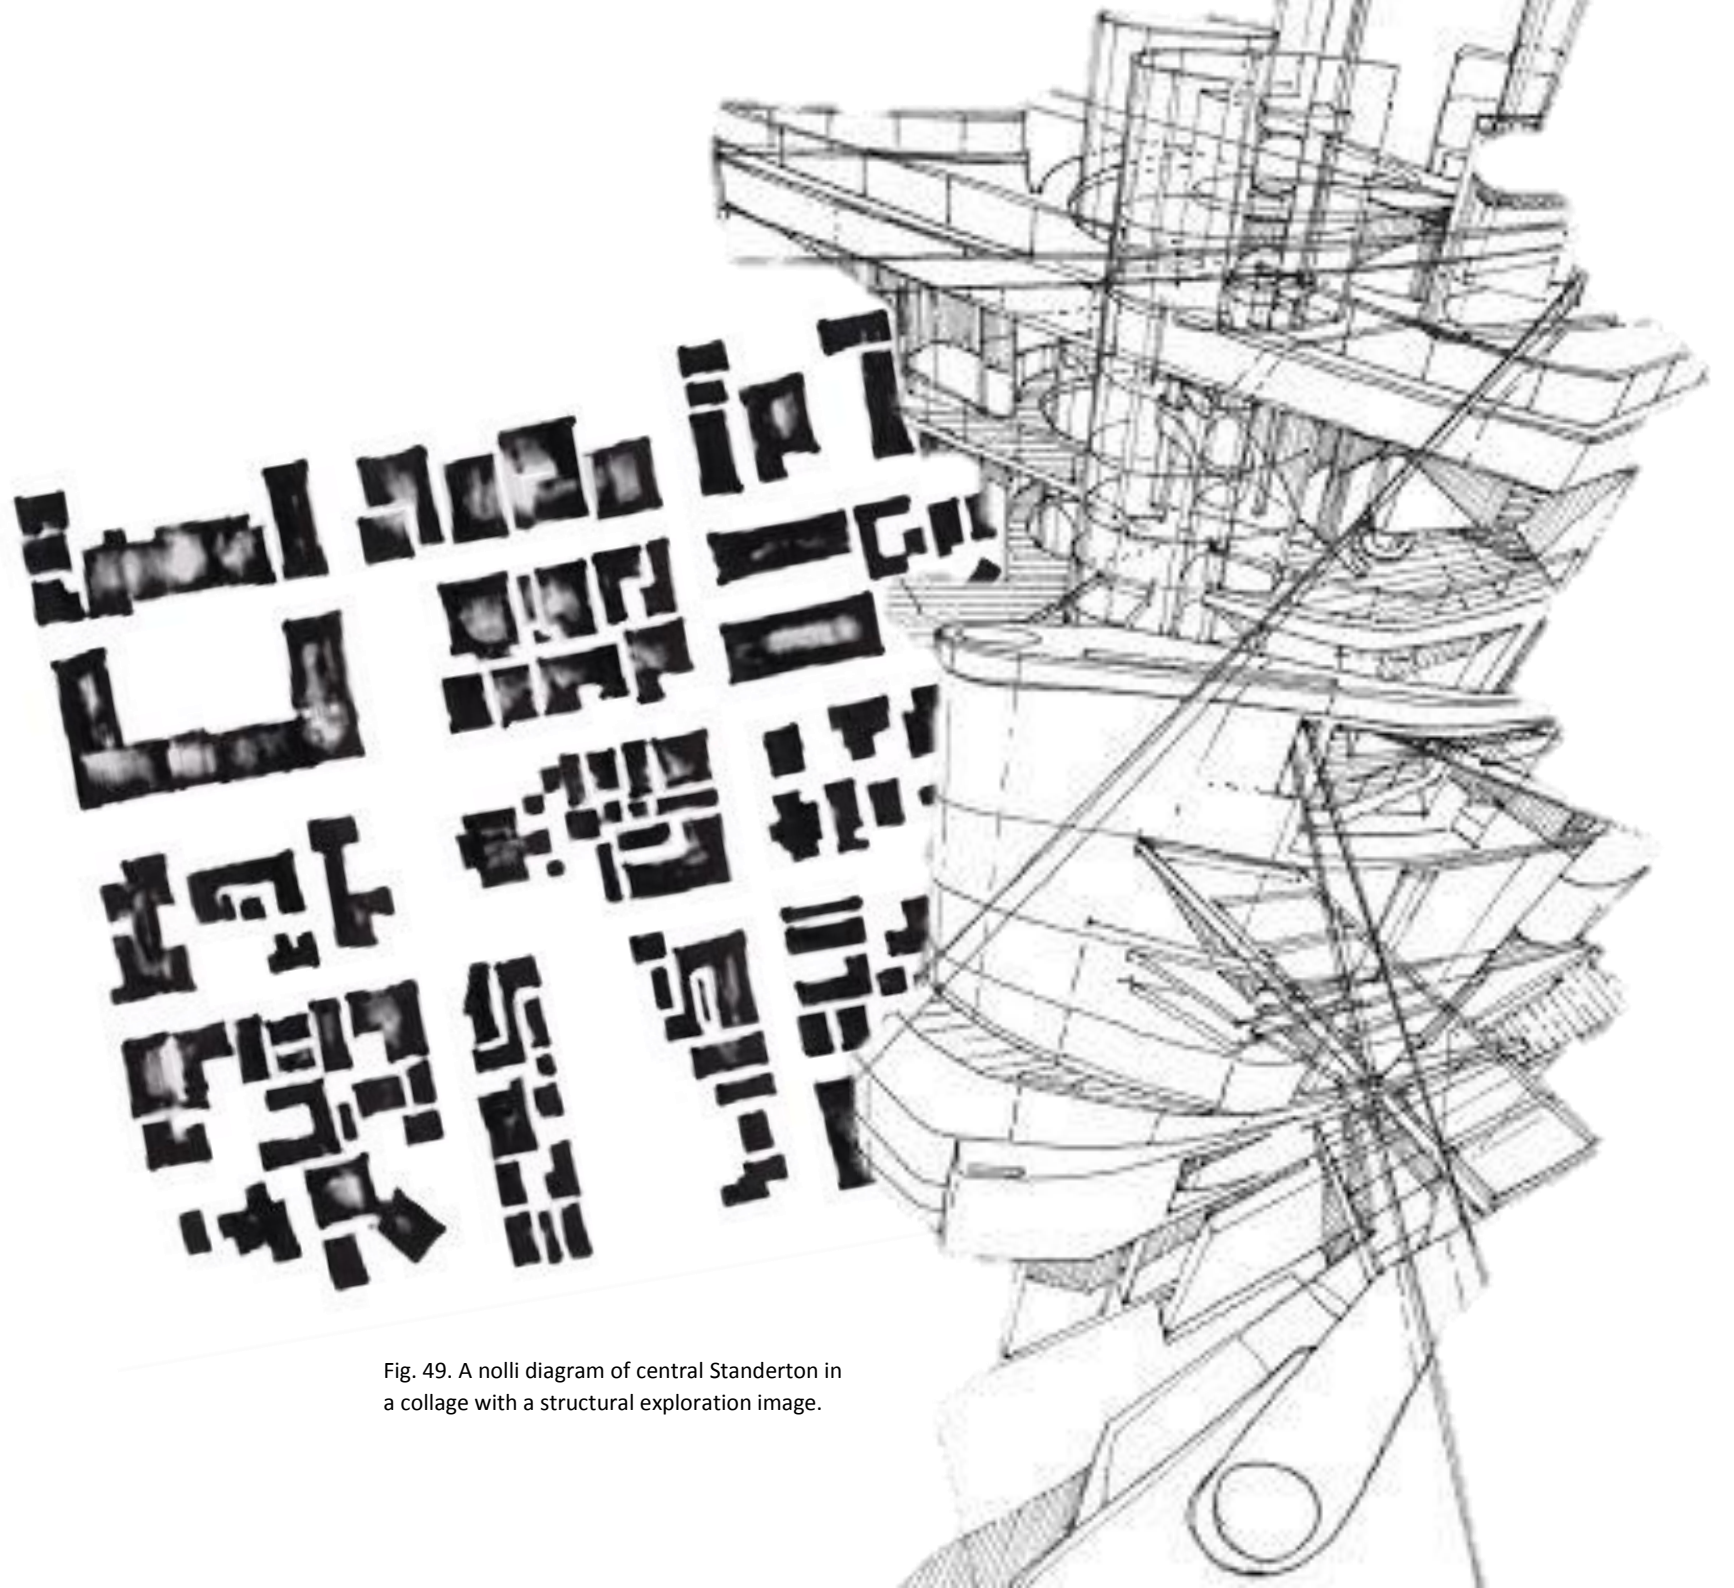 Fig. 49. A nolli diagram of central Standerton in
a collage with a structural exploration image.